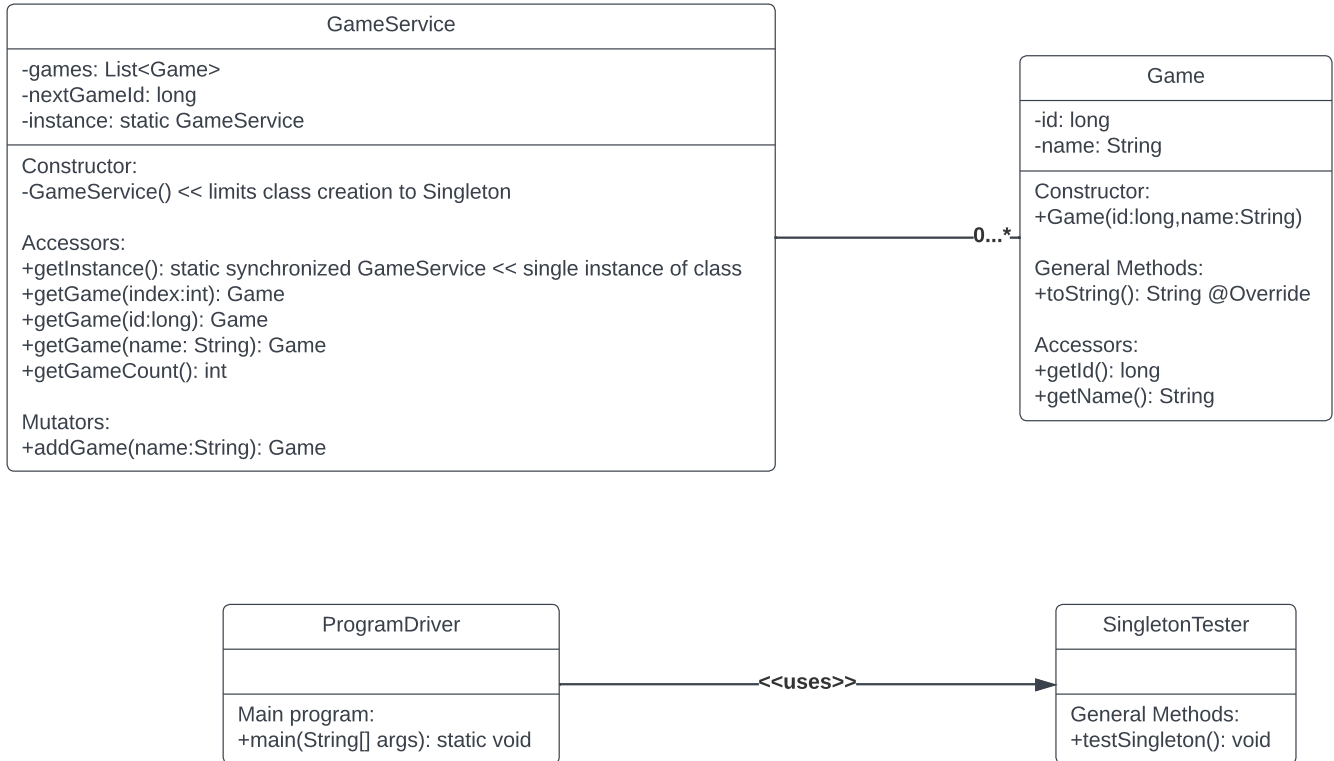 GameService
-games: List<Game>
-nextGameId: long
-instance: static GameService
Constructor:
-GameService() << limits class creation to Singleton
Accessors:
+getInstance(): static synchronized GameService << single instance of class
+getGame(index:int): Game
+getGame(id:long): Game
+getGame(name: String): Game
+getGameCount(): int
Mutators:
+addGame(name:String): Game
0...*
Game
-id: long
-name: String
Constructor:
+Game(id:long,name:String)
General Methods:
+toString(): String @Override
Accessors:
+getId(): long
+getName(): String
ProgramDriver
Main program:
+main(String[] args): static void
<<uses>>
SingletonTester
General Methods:
+testSingleton(): void